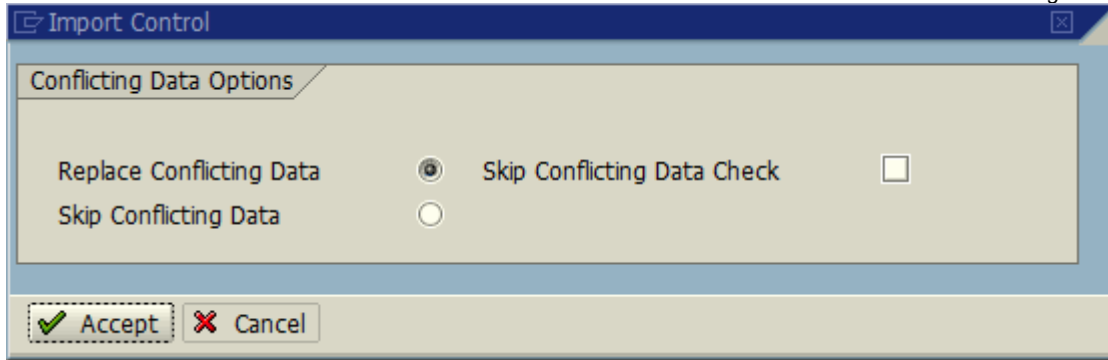 Import Control
Conflicting Data Options
Replace Conflicting Data Skip Conflicting Data Check
Skip Conflicting Data
Accept Cancel